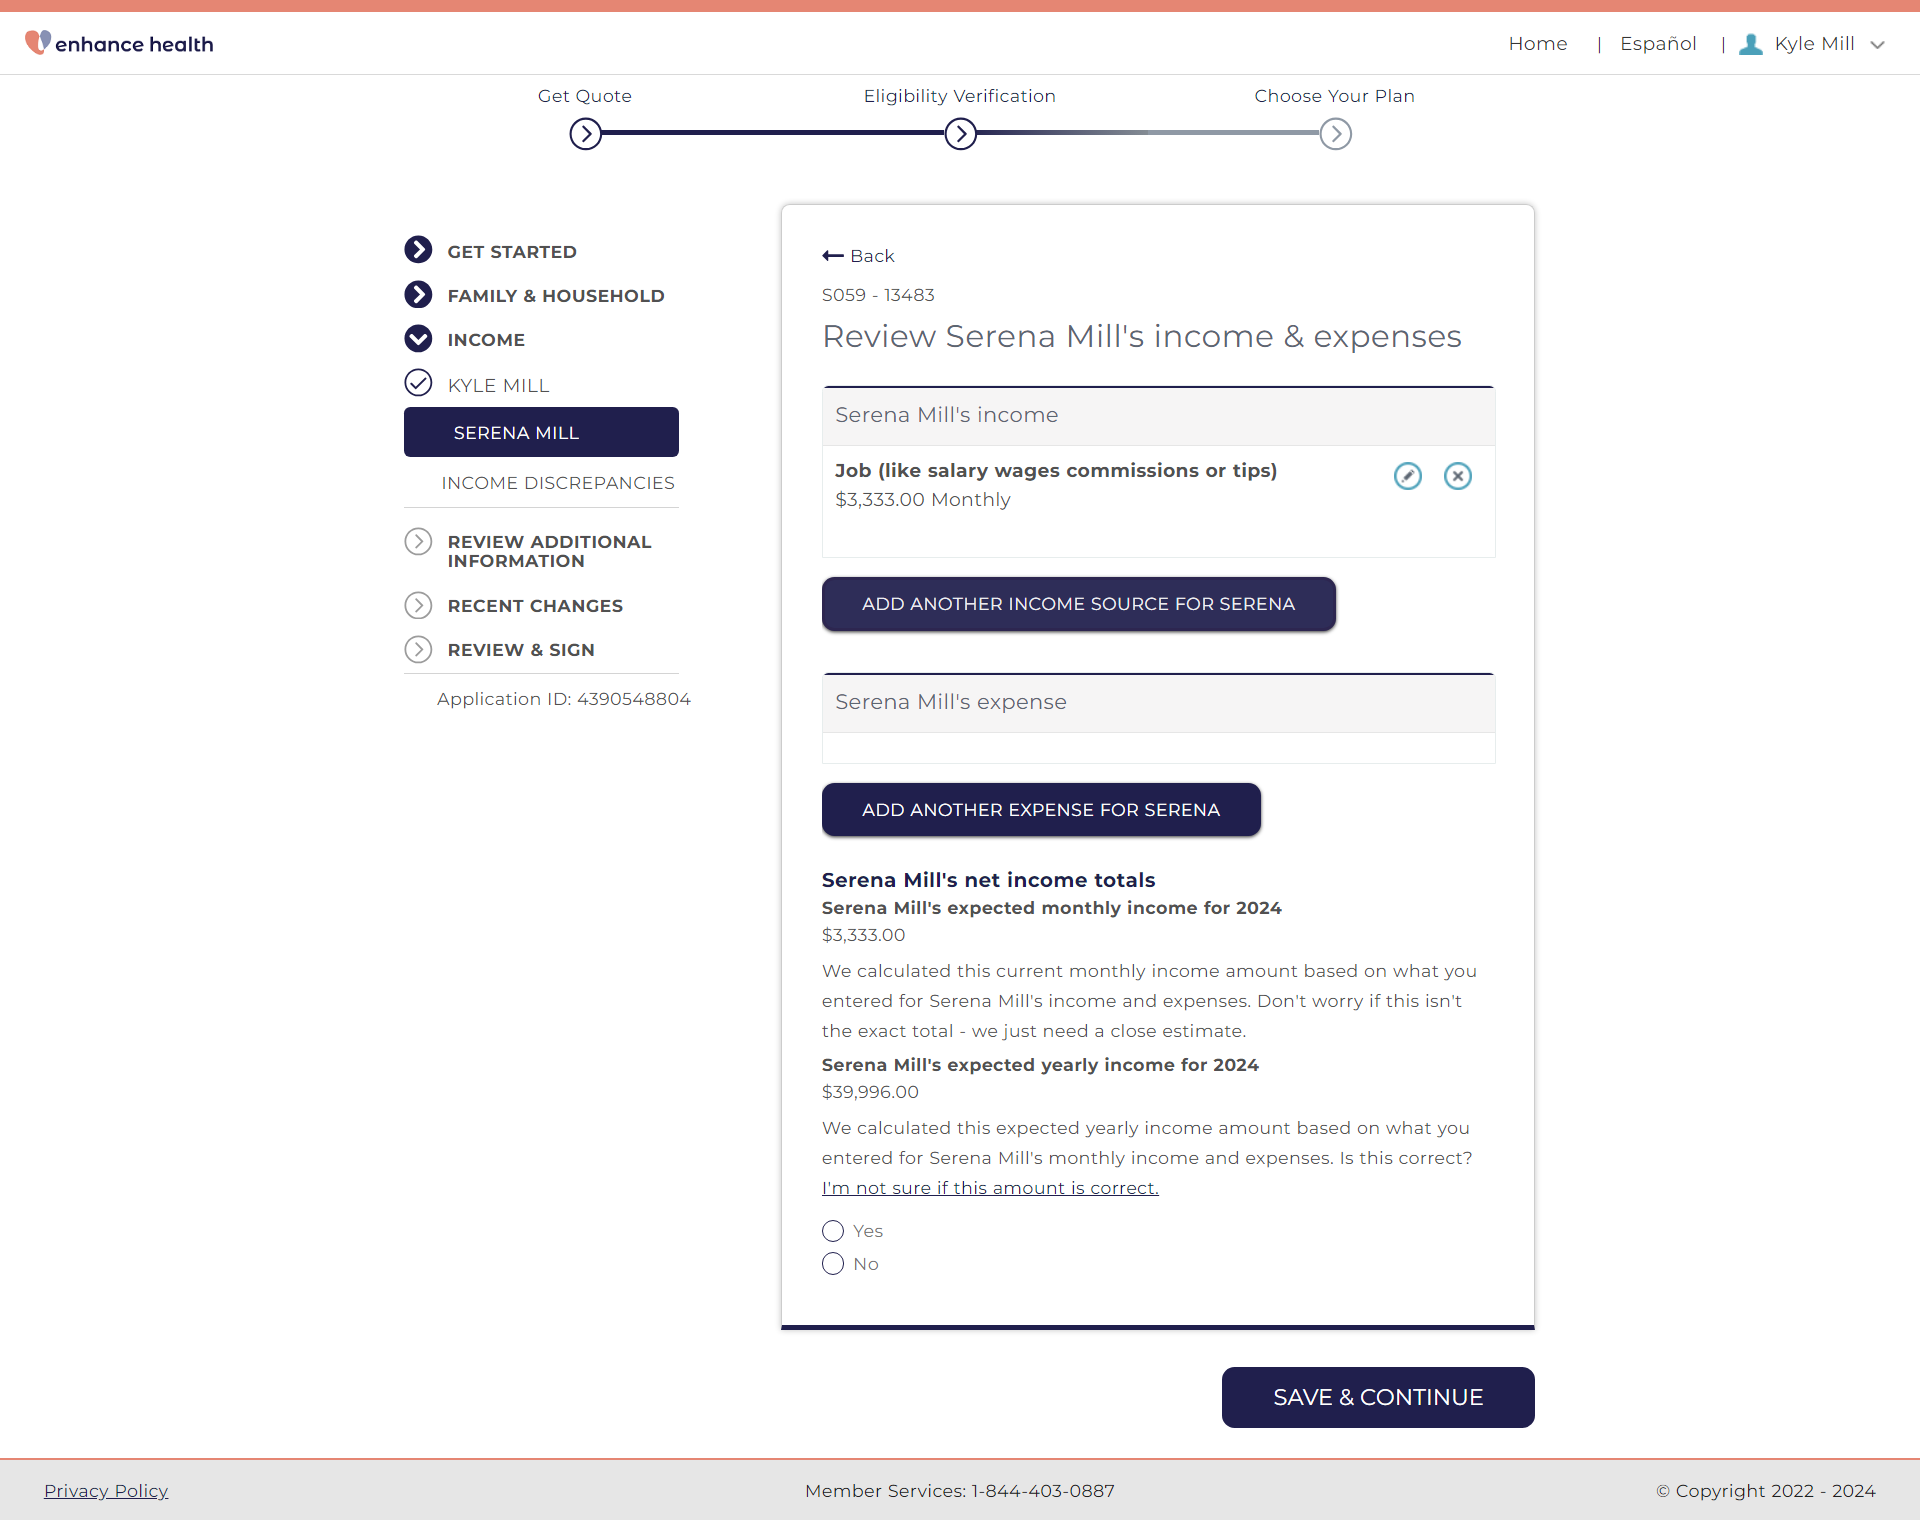 enhance health
Home | Español | Kyle Mill
Get Quote
Eligibility Verification
Choose Your Plan
GET STARTED
FAMILY & HOUSEHOLD
INCOME
KYLE MILL
SERENA MILL
INCOME DISCREPANCIES
REVIEW ADDITIONAL
INFORMATION
RECENT CHANGES
REVIEW & SIGN
Application ID: 4390548804
Back
S059 - 13483
Review Serena Mill's income & expenses
Serena Mill's income
Job (like salary wages commissions or tips)
$3,333.00 Monthly
ADD ANOTHER INCOME SOURCE FOR SERENA
Serena Mill's expense
ADD ANOTHER EXPENSE FOR SERENA
Serena Mill's net income totals
Serena Mill's expected monthly income for 2024
$3,333.00
We calculated this current monthly income amount based on what you
entered for Serena Mill's income and expenses. Don't worry if this isn't
the exact total - we just need a close estimate.
Serena Mill's expected yearly income for 2024
$39,996.00
We calculated this expected yearly income amount based on what you
entered for Serena Mill's monthly income and expenses. Is this correct?
I'm not sure if this amount is correct.
Yes
No
SAVE & CONTINUE
Privacy Policy
Member Services: 1-844-403-0887
© Copyright 2022 - 2024